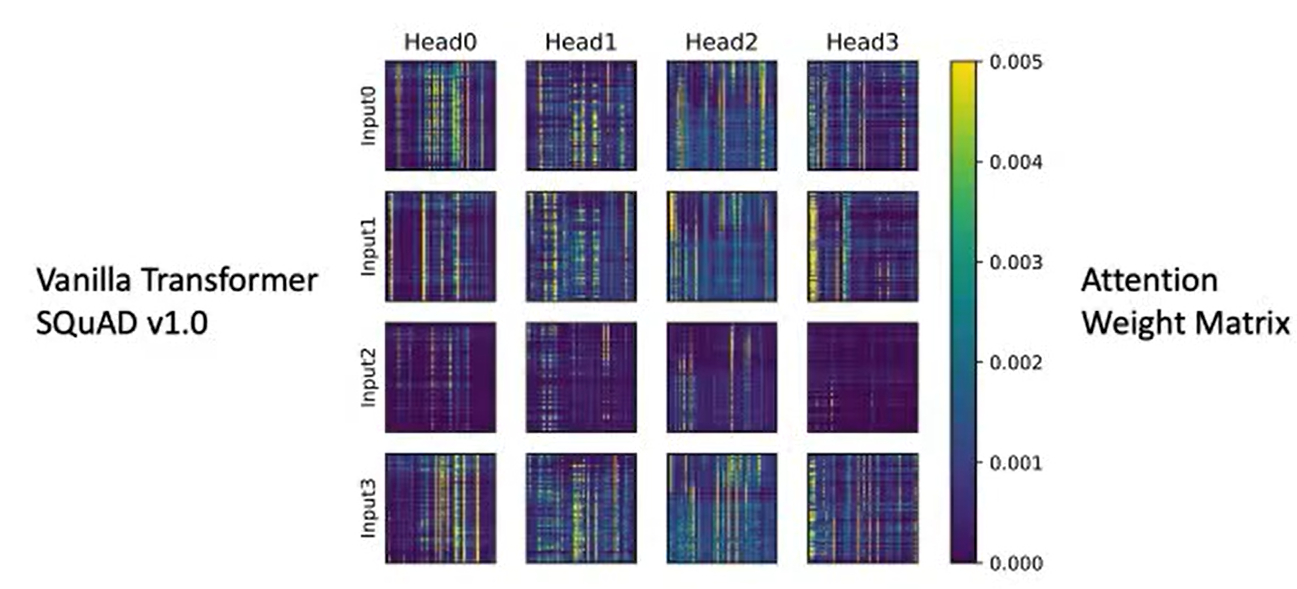 Head0 Head1 Head2 Head3
Input0
Input1
Input2
Input3
0.005
0.004
0.003
0.002
0.001
0.000
Vanilla Transformer
SQuAD v1.0
Attention
Weight Matrix